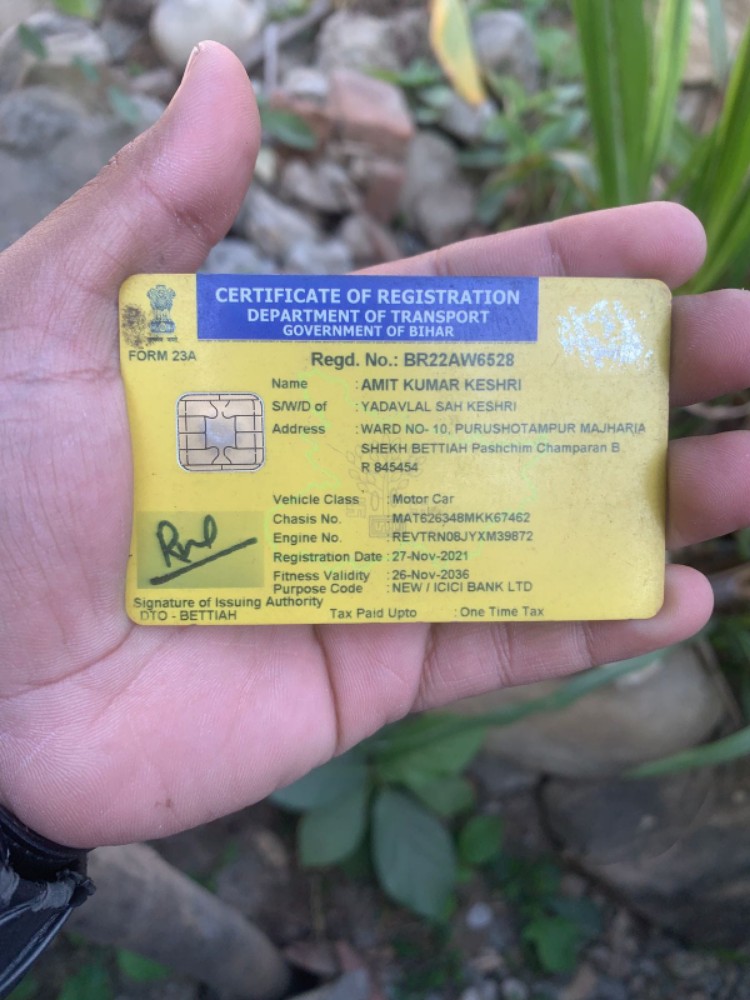 CERTIFICATE OF REGISTRATION
DEPARTMENT OF TRANSPORT
GOVERNMENT OF BIHAR
FORM 23A
Regd. No.: BR22AW6528
Name : AMIT KUMAR KESHRI
S/W/D of : YADAVLAL SAH KESHRI
Address : WARD NO- 10, PURUSHOTAMPUR MAJHARIA
SHEKH BETTIAH Pashchim Champaran B
R 845454
Vehicle Class : Motor Car
Chasis No. : MAT626348MKK67462
Engine No. : REVTRN08JYXM39872
Registration Date : 27-Nov-2021
Fitness Validity : 26-Nov-2036
Purpose Code : NEW / ICICI BANK LTD
Signature of Issuing Authority
DTO - BETTIAH
Tax Paid Upto : One Time Tax